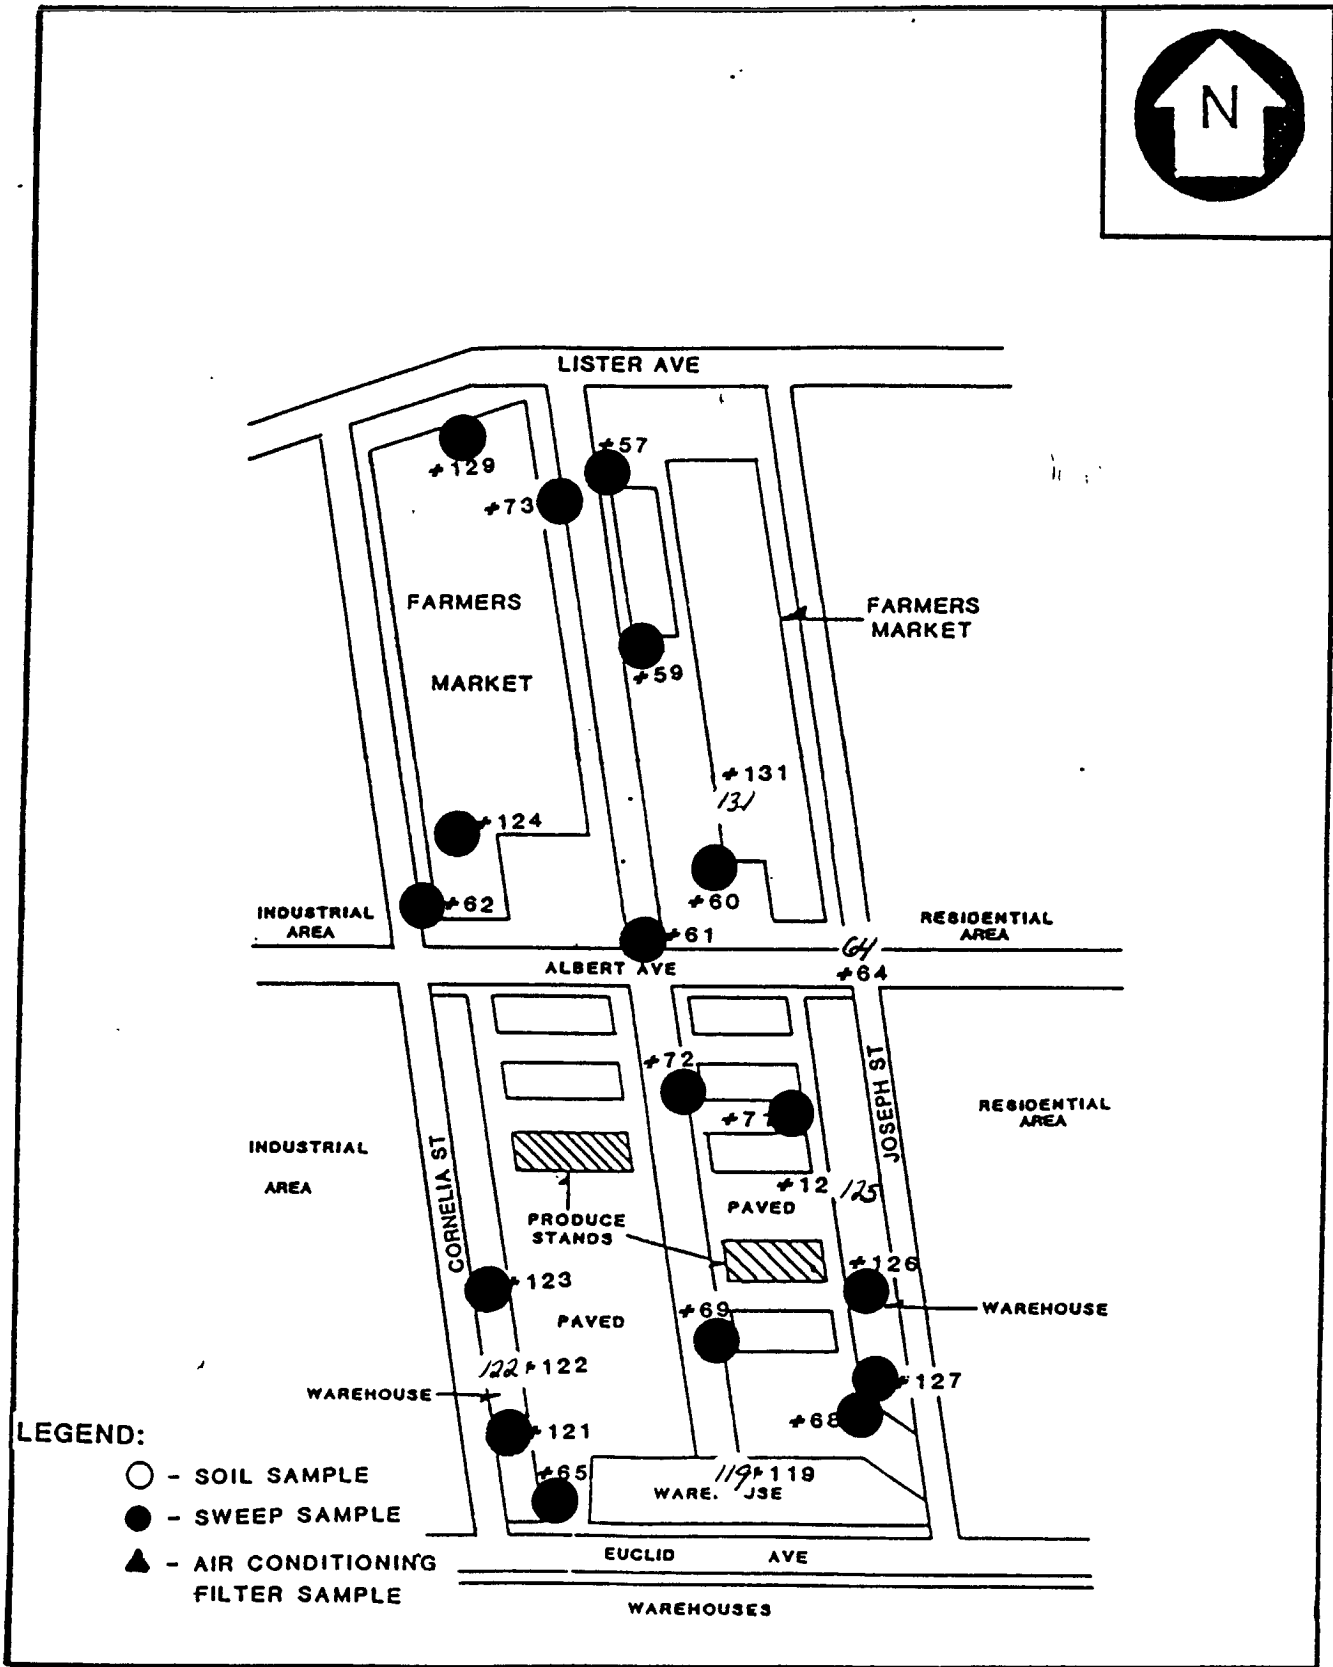 N
LISTER AVE
+57
+129
+73
FARMERS
MARKET
FARMERS
MARKET
+59
+131
131
+124
+60
+62
+61
INDUSTRIAL
AREA
RESIDENTIAL
AREA
64
+64
ALBERT AVE
+72
+71
JOSEPH ST
RESIDENTIAL
AREA
INDUSTRIAL
AREA
CORNELIA ST
+12 125
PAVED
PRODUCE
STANDS
+126
+123
WAREHOUSE
+69
PAVED
122 +122
+127
WAREHOUSE
+68
+121
LEGEND:
+65
119 +119
WARE. JSE
- SOIL SAMPLE
- SWEEP SAMPLE
- AIR CONDITIONING
FILTER SAMPLE
EUCLID AVE
WAREHOUSES